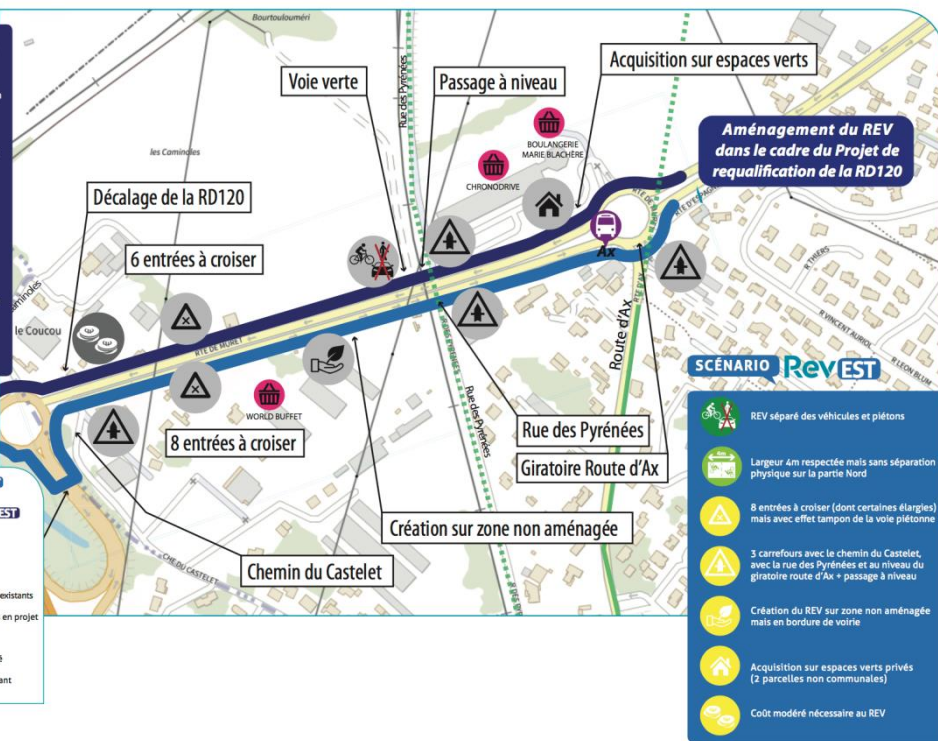 Bourtoulouméri
Rue des Pyrénées
Voie verte
Passage à niveau
Acquisition sur espaces verts
BOULANGERIE
MARIE BLACHÈRE
CHRONODRIVE
Aménagement du REV
dans le cadre du Projet de
requalification de la RD120
les Caminoles
Décalage de la RD120
6 entrées à croiser
le Coucou
RTE DE MURET
Ax
RTE D'ESPAGNE
R THIERS
R VINCENT AURIOL
R LEON BLUM
Route d'Ax
Rue des Pyrénées
WORLD BUFFET
8 entrées à croiser
Rue des Pyrénées
Giratoire Route d'Ax
Création sur zone non aménagée
Chemin du Castelet
CHE DU CASTELET
EST
existants
en projet
SCÉNARIO RevEST
REV séparé des véhicules et piétons
4m
Largeur 4m respectée mais sans séparation
physique sur la partie Nord
8 entrées à croiser (dont certaines élargies)
mais avec effet tampon de la voie piétonne
3 carrefours avec le chemin du Castelet,
avec la rue des Pyrénées et au niveau du
giratoire route d'Ax + passage à niveau
Création du REV sur zone non aménagée
mais en bordure de voirie
Acquisition sur espaces verts privés
(2 parcelles non communales)
Coût modéré nécessaire au REV